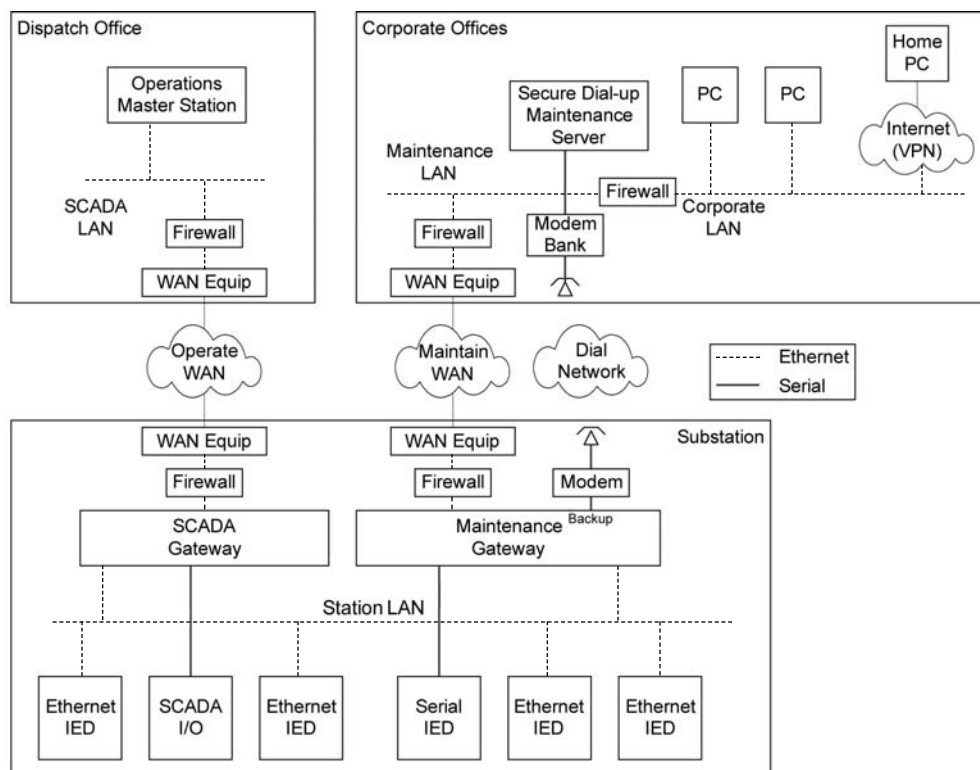 Dispatch Office
Operations
Master Station
SCADA
LAN
Firewall
WAN Equip
Corporate Offices
Home
PC
Secure Dial-up
Maintenance
Server
PC
PC
Internet
(VPN)
Maintenance
LAN
Firewall
Corporate
LAN
Firewall
Modem
Bank
WAN Equip
Operate
WAN
Maintain
WAN
Dial
Network
Ethernet
Serial
Substation
WAN Equip
WAN Equip
Firewall
Firewall
Modem
SCADA
Gateway
Backup
Maintenance
Gateway
Station LAN
Ethernet
IED
SCADA
I/O
Ethernet
IED
Serial
IED
Ethernet
IED
Ethernet
IED